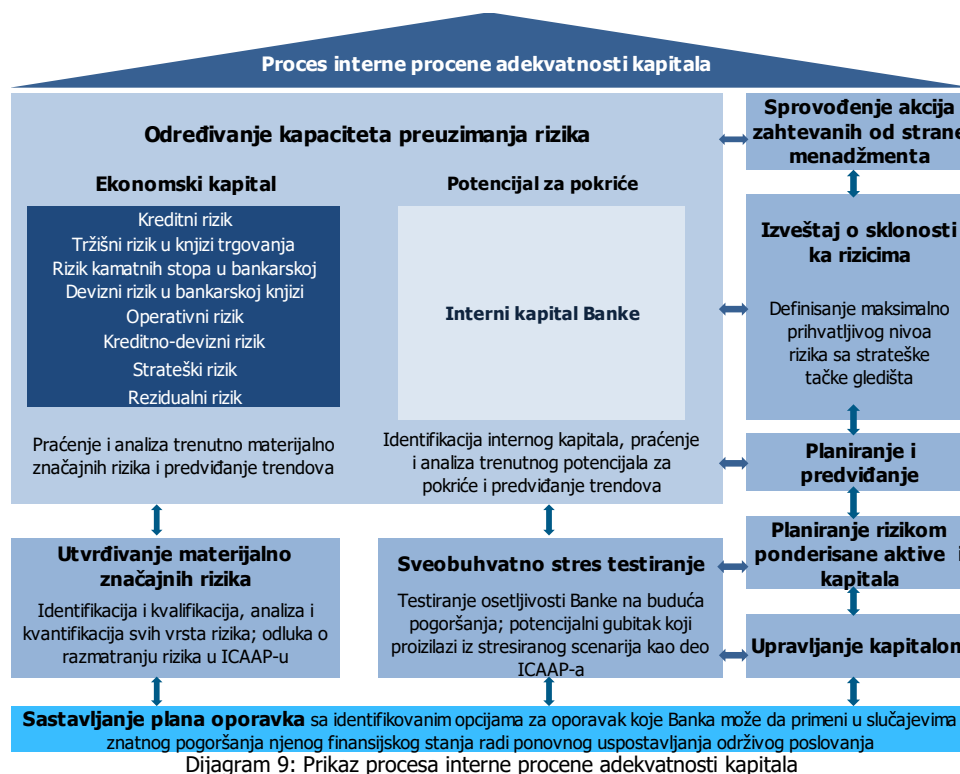 Proces interne procene adekvatnosti kapitala
Određivanje kapaciteta preuzimanja rizika
Ekonomski kapital
Kreditni rizik
Tržišni rizik u knjizi trgovanja
Rizik kamatnih stopa u bankarskoj
Devizni rizik u bankarskoj knjizi
Operativni rizik
Kreditno-devizni rizik
Strateški rizik
Rezidualni rizik
Praćenje i analiza trenutno materijalno
značajnih rizika i predviđanje trendova
Potencijal za pokriće
Interni kapital Banke
Identifikacija internog kapitala, praćenje
i analiza trenutnog potencijala za
pokriće i predviđanje trendova
Sprovođenje akcija
zahtevanih od strane
menadžmenta
Izveštaj o sklonosti
ka rizicima
Definisanje maksimalno
prihvatljivog nivoa
rizika sa strateške
tačke gledišta
Planiranje i
predviđanje
Planiranje rizikom
ponderisane aktive i
kapitala
Upravljanje kapitalom
Utvrđivanje materijalno
značajnih rizika
Identifikacija i kvalifikacija, analiza i
kvantifikacija svih vrsta rizika; odluka o
razmatranju rizika u ICAAP-u
Sveobuhvatno stres testiranje
Testiranje osetljivosti Banke na buduća
pogoršanja; potencijalni gubitak koji
proizilazi iz stresiranog scenarija kao deo
ICAAP-a
Sastavljanje plana oporavka sa identifikovanim opcijama za oporavak koje Banka može da primeni u slučajevima
znatnog pogoršanja njenog finansijskog stanja radi ponovnog uspostavljanja održivog poslovanja
Dijagram 9: Prikaz procesa interne procene adekvatnosti kapitala